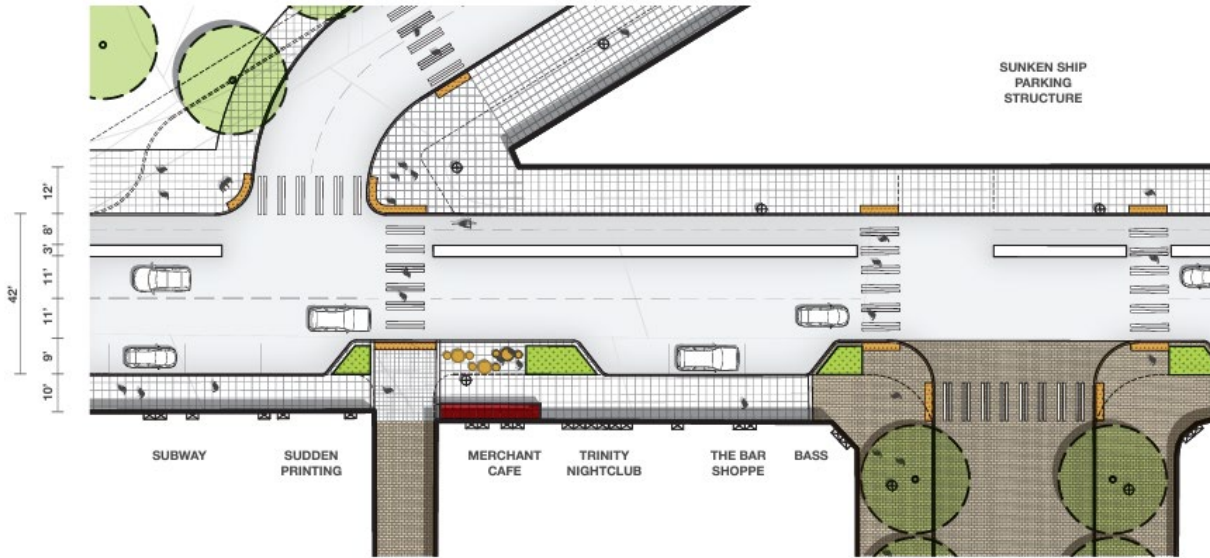 SUNKEN SHIP
PARKING
STRUCTURE
12'
8'
3'
11'
42'
11'
9'
10'
SUBWAY
SUDDEN
PRINTING
MERCHANT
CAFE
TRINITY
NIGHTCLUB
THE BAR
SHOPPE
BASS